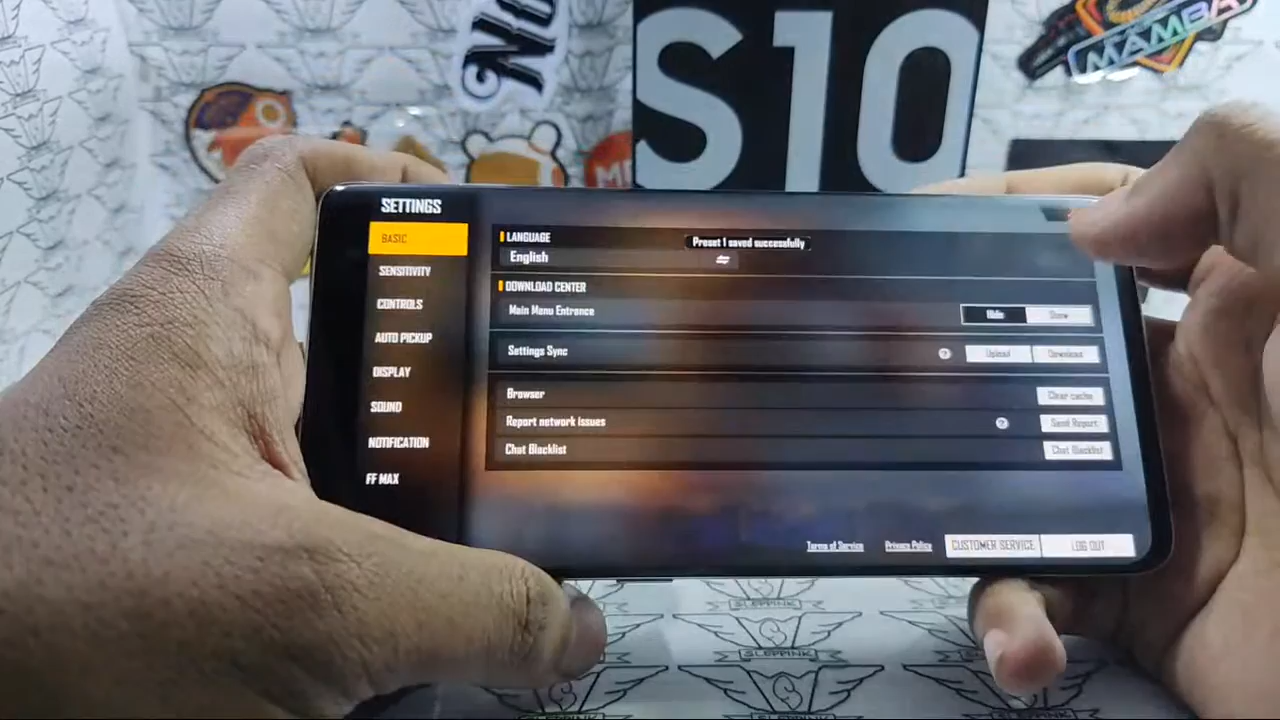 S10
MAMBA
SETTINGS
BASIC
SENSITIVITY
CONTROLS
AUTO PICKUP
DISPLAY
SOUND
NOTIFICATION
FF MAX
LANGUAGE
Preset 1 saved successfully
English
DOWNLOAD CENTER
Main Menu Entrance
Hide
Show
Settings Sync
?
Upload
Download
Browser
Clear cache
Report network issues
?
Send Report
Chat Blacklist
Chat Blacklist
Terms of Service
Privacy Policy
CUSTOMER SERVICE
LOG OUT
SLEPPINK
SLEPPINK